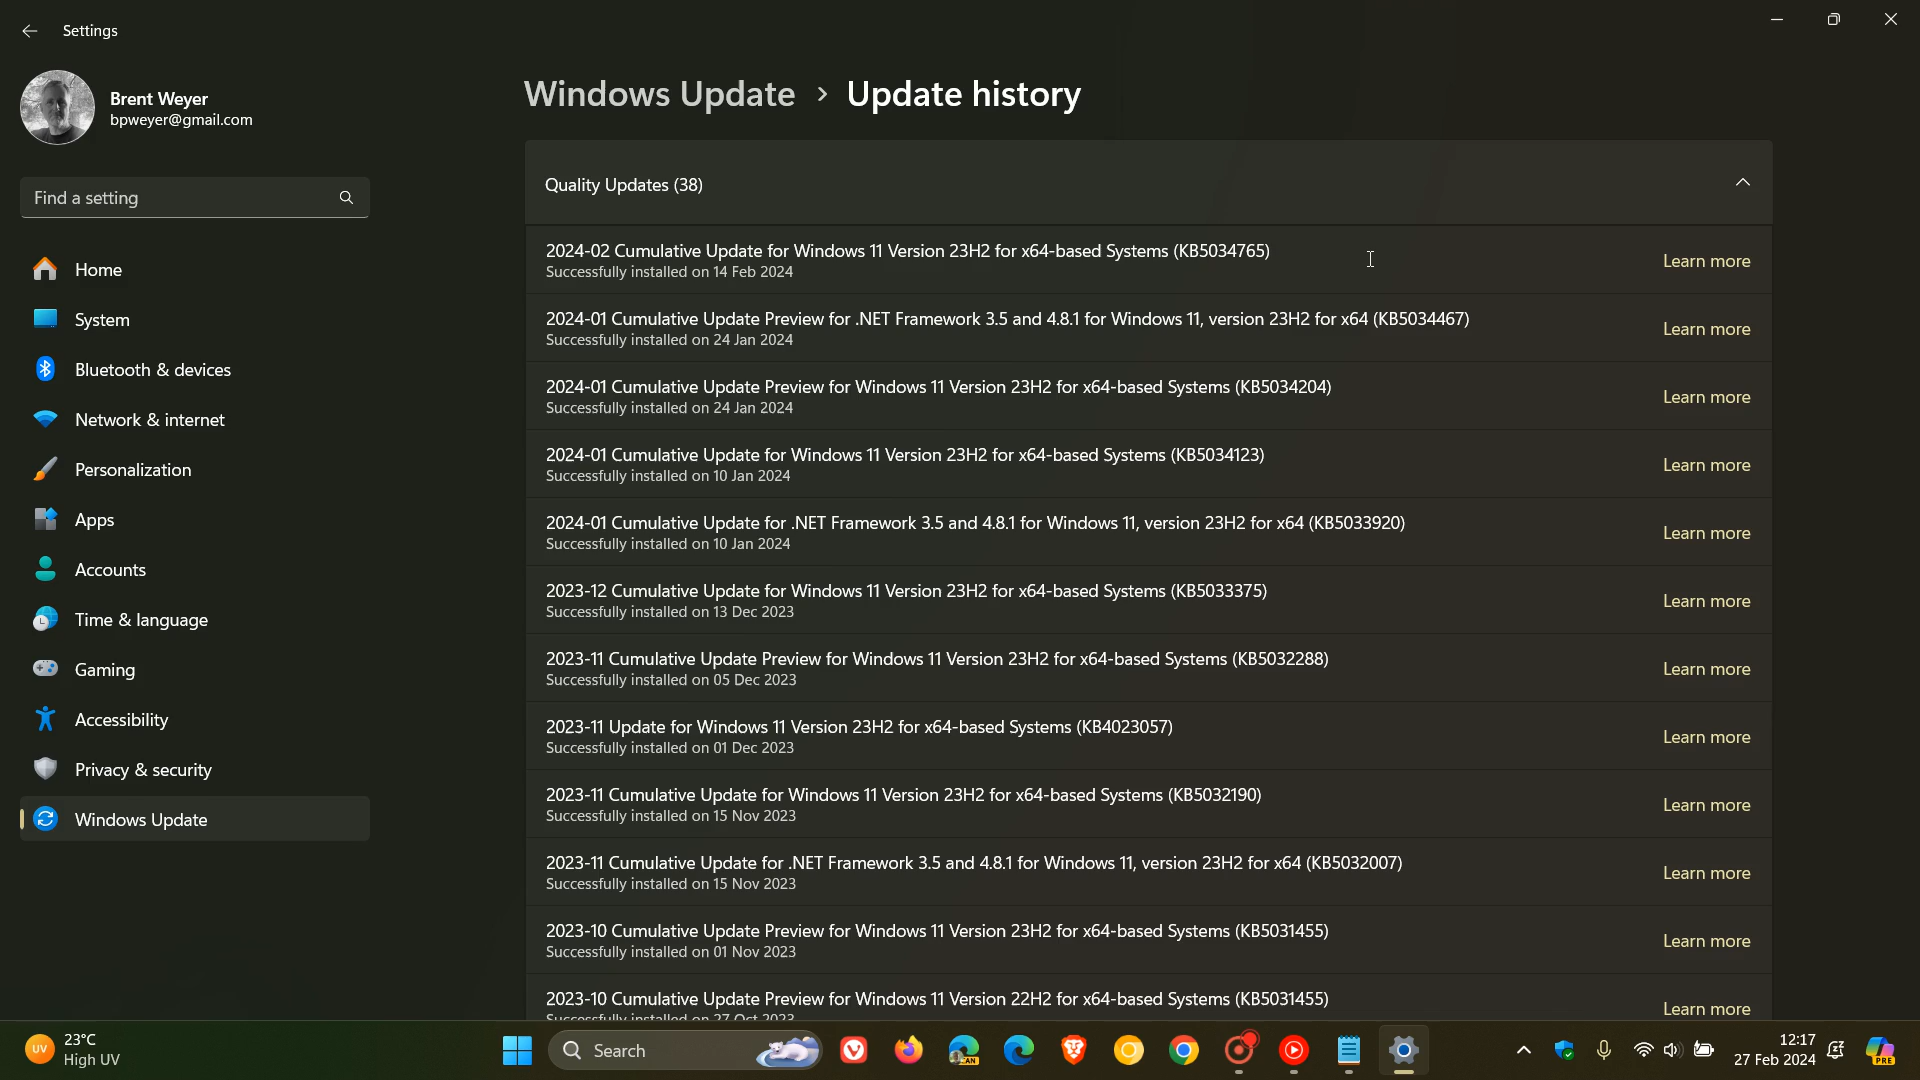 Settings
Brent Weyer
bpweyer@gmail.com
Find a setting
Home
System
Bluetooth & devices
Network & internet
Personalization
Apps
Accounts
Time & language
Gaming
Accessibility
Privacy & security
Windows Update
Windows Update > Update history
Quality Updates (38)
2024-02 Cumulative Update for Windows 11 Version 23H2 for x64-based Systems (KB5034765)
Successfully installed on 14 Feb 2024
Learn more
2024-01 Cumulative Update Preview for .NET Framework 3.5 and 4.8.1 for Windows 11, version 23H2 for x64 (KB5034467)
Successfully installed on 24 Jan 2024
Learn more
2024-01 Cumulative Update Preview for Windows 11 Version 23H2 for x64-based Systems (KB5034204)
Successfully installed on 24 Jan 2024
Learn more
2024-01 Cumulative Update for Windows 11 Version 23H2 for x64-based Systems (KB5034123)
Successfully installed on 10 Jan 2024
Learn more
2024-01 Cumulative Update for .NET Framework 3.5 and 4.8.1 for Windows 11, version 23H2 for x64 (KB5033920)
Successfully installed on 10 Jan 2024
Learn more
2023-12 Cumulative Update for Windows 11 Version 23H2 for x64-based Systems (KB5033375)
Successfully installed on 13 Dec 2023
Learn more
2023-11 Cumulative Update Preview for Windows 11 Version 23H2 for x64-based Systems (KB5032288)
Successfully installed on 05 Dec 2023
Learn more
2023-11 Update for Windows 11 Version 23H2 for x64-based Systems (KB4023057)
Successfully installed on 01 Dec 2023
Learn more
2023-11 Cumulative Update for Windows 11 Version 23H2 for x64-based Systems (KB5032190)
Successfully installed on 15 Nov 2023
Learn more
2023-11 Cumulative Update for .NET Framework 3.5 and 4.8.1 for Windows 11, version 23H2 for x64 (KB5032007)
Successfully installed on 15 Nov 2023
Learn more
2023-10 Cumulative Update Preview for Windows 11 Version 23H2 for x64-based Systems (KB5031455)
Successfully installed on 01 Nov 2023
Learn more
2023-10 Cumulative Update Preview for Windows 11 Version 22H2 for x64-based Systems (KB5031455)
Successfully installed on 27 Oct 2023
Learn more
UV
23°C
High UV
Search
CAN
12:17
27 Feb 2024
PRE